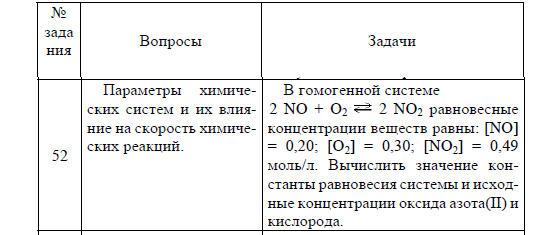 №
зада
ния
Вопросы
Задачи
52
Параметры химиче-
ских систем и их влия-
ние на скорость химиче-
ских реакций.
В гомогенной системе
2 NO + O₂ ⇄ 2 NO₂ равновесные
концентрации веществ равны: [NO]
= 0,20; [O₂] = 0,30; [NO₂] = 0,49
моль/л. Вычислить значение кон-
станты равновесия системы и исход-
ные концентрации оксида азота(II) и
кислорода.